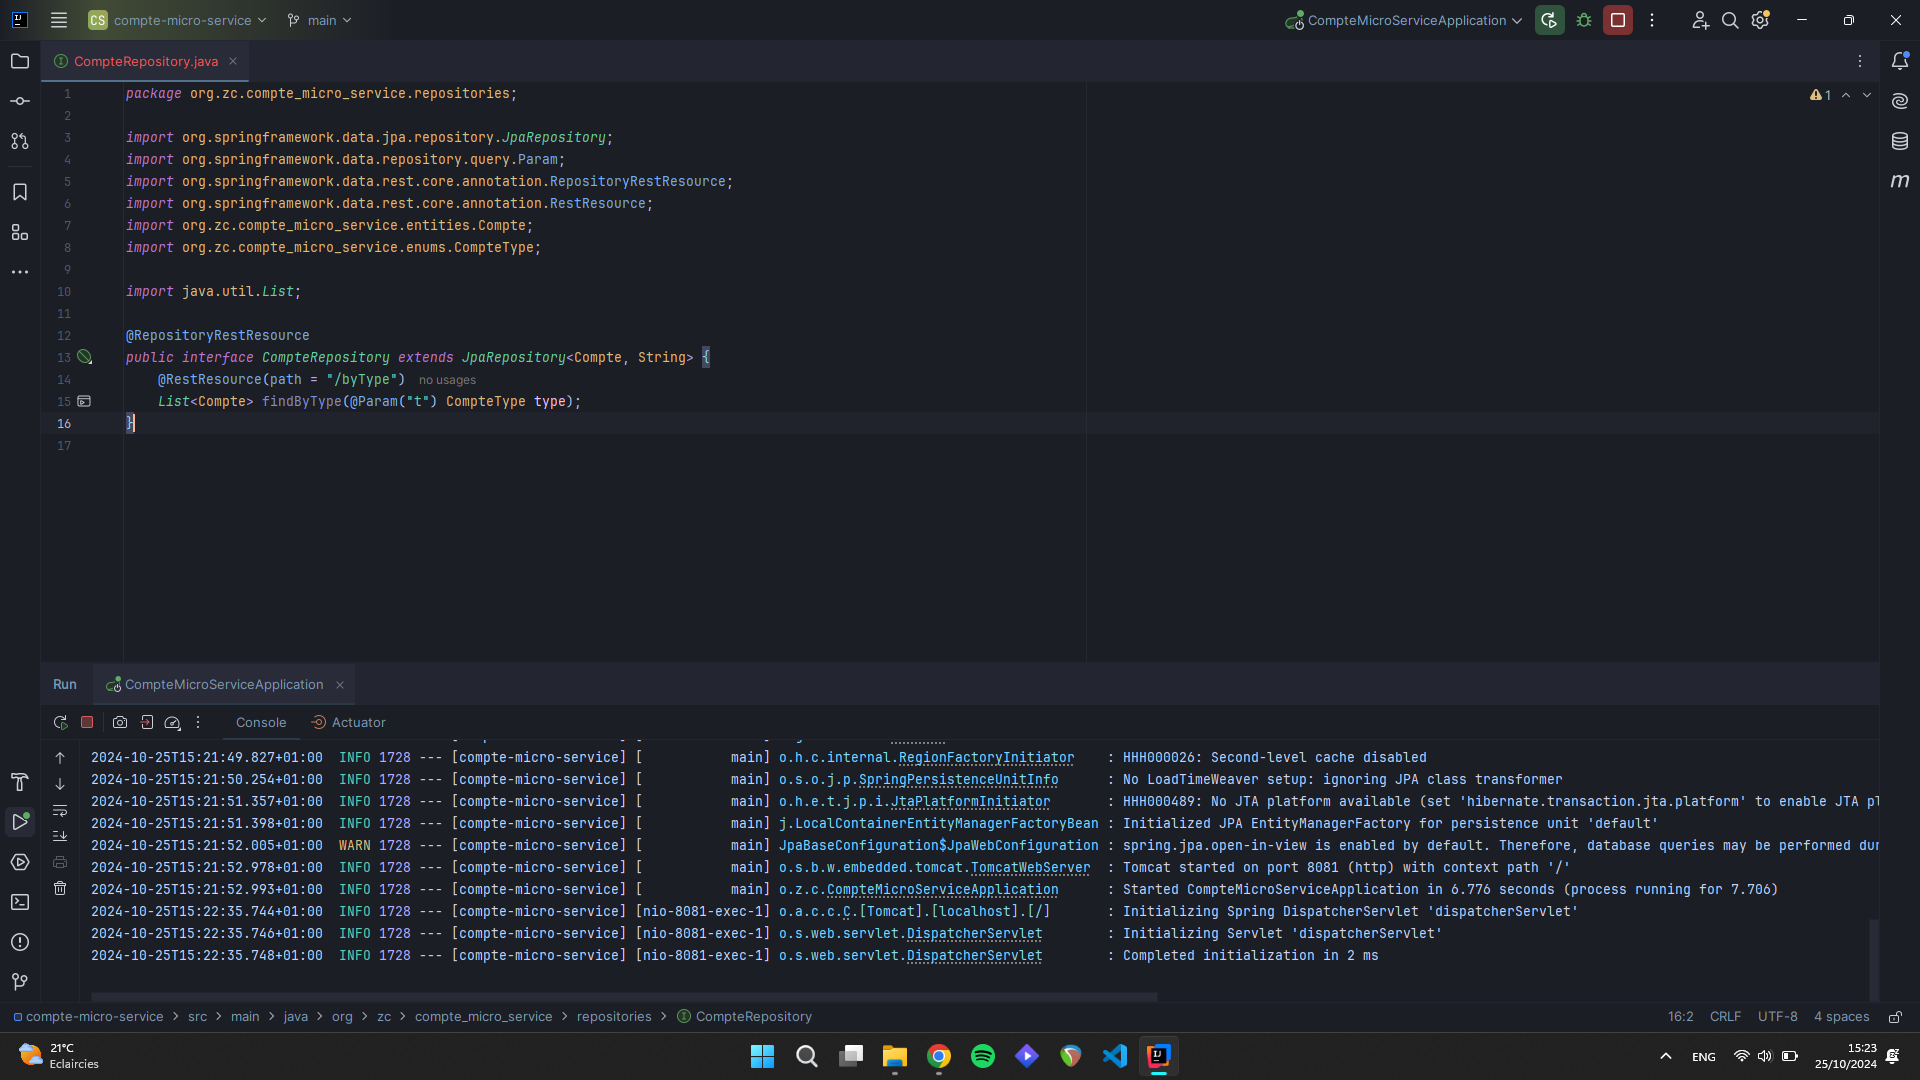 CS compte-micro-service main CompteMicroServiceApplication
CompteRepository.java
1 package org.zc.compte_micro_service.repositories; 1
2
3 import org.springframework.data.jpa.repository.JpaRepository;
4 import org.springframework.data.repository.query.Param;
5 import org.springframework.data.rest.core.annotation.RepositoryRestResource;
6 import org.springframework.data.rest.core.annotation.RestResource;
7 import org.zc.compte_micro_service.entities.Compte;
8 import org.zc.compte_micro_service.enums.CompteType;
9
10 import java.util.List;
11
12 @RepositoryRestResource
13 public interface CompteRepository extends JpaRepository<Compte, String> {
14 @RestResource(path = "/byType") no usages
15 List<Compte> findByType(@Param("t") CompteType type);
16 }
17
Run CompteMicroServiceApplication
Console Actuator
2024-10-25T15:21:49.827+01:00 INFO 1728 --- [compte-micro-service] [ main] o.h.c.internal.RegionFactoryInitiator : HHH000026: Second-level cache disabled
2024-10-25T15:21:50.254+01:00 INFO 1728 --- [compte-micro-service] [ main] o.s.o.j.p.SpringPersistenceUnitInfo : No LoadTimeWeaver setup: ignoring JPA class transformer
2024-10-25T15:21:51.357+01:00 INFO 1728 --- [compte-micro-service] [ main] o.h.e.t.j.p.i.JtaPlatformInitiator : HHH000489: No JTA platform available (set 'hibernate.transaction.jta.platform' to enable JTA pl
2024-10-25T15:21:51.398+01:00 INFO 1728 --- [compte-micro-service] [ main] j.LocalContainerEntityManagerFactoryBean : Initialized JPA EntityManagerFactory for persistence unit 'default'
2024-10-25T15:21:52.005+01:00 WARN 1728 --- [compte-micro-service] [ main] JpaBaseConfiguration$JpaWebConfiguration : spring.jpa.open-in-view is enabled by default. Therefore, database queries may be performed dur
2024-10-25T15:21:52.978+01:00 INFO 1728 --- [compte-micro-service] [ main] o.s.b.w.embedded.tomcat.TomcatWebServer : Tomcat started on port 8081 (http) with context path '/'
2024-10-25T15:21:52.993+01:00 INFO 1728 --- [compte-micro-service] [ main] o.z.c.CompteMicroServiceApplication : Started CompteMicroServiceApplication in 6.776 seconds (process running for 7.706)
2024-10-25T15:22:35.744+01:00 INFO 1728 --- [compte-micro-service] [nio-8081-exec-1] o.a.c.c.C.[Tomcat].[localhost].[/] : Initializing Spring DispatcherServlet 'dispatcherServlet'
2024-10-25T15:22:35.746+01:00 INFO 1728 --- [compte-micro-service] [nio-8081-exec-1] o.s.web.servlet.DispatcherServlet : Initializing Servlet 'dispatcherServlet'
2024-10-25T15:22:35.748+01:00 INFO 1728 --- [compte-micro-service] [nio-8081-exec-1] o.s.web.servlet.DispatcherServlet : Completed initialization in 2 ms
compte-micro-service > src > main > java > org > zc > compte_micro_service > repositories > CompteRepository 16:2 CRLF UTF-8 4 spaces
21°C
Eclaircies
ENG
15:23
25/10/2024